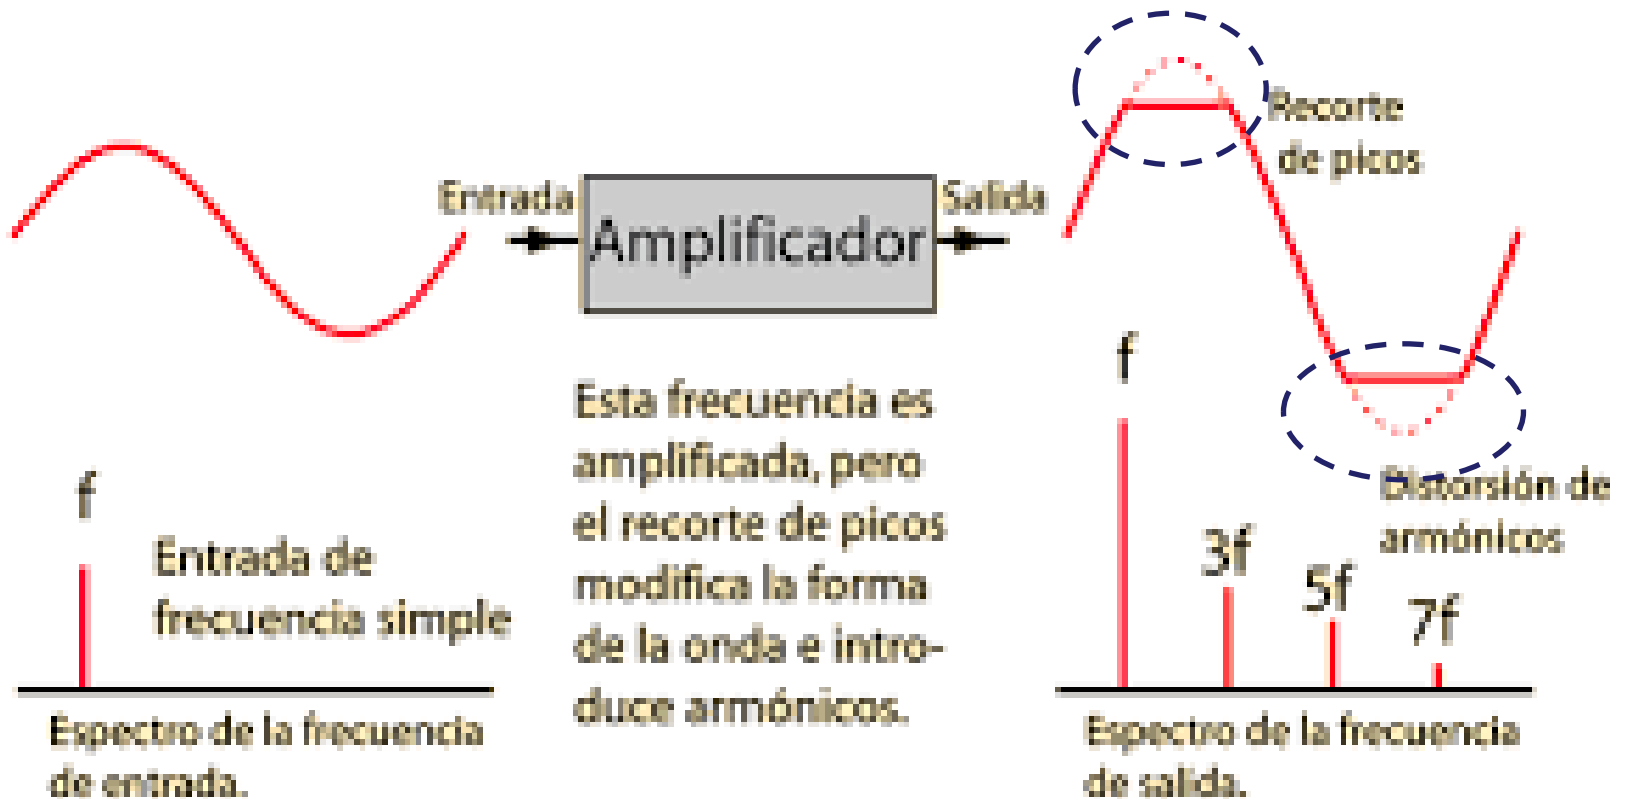 Recorte
de picos
Entrada
Salida
Amplificador
f
Esta frecuencia es
amplificada, pero
el recorte de picos
modifica la forma
de la onda e intro-
duce armónicos.
f
Entrada de
frecuencia simple
Distorsión de
armónicos
3f
5f
7f
Espectro de la frecuencia
de entrada.
Espectro de la frecuencia
de salida.